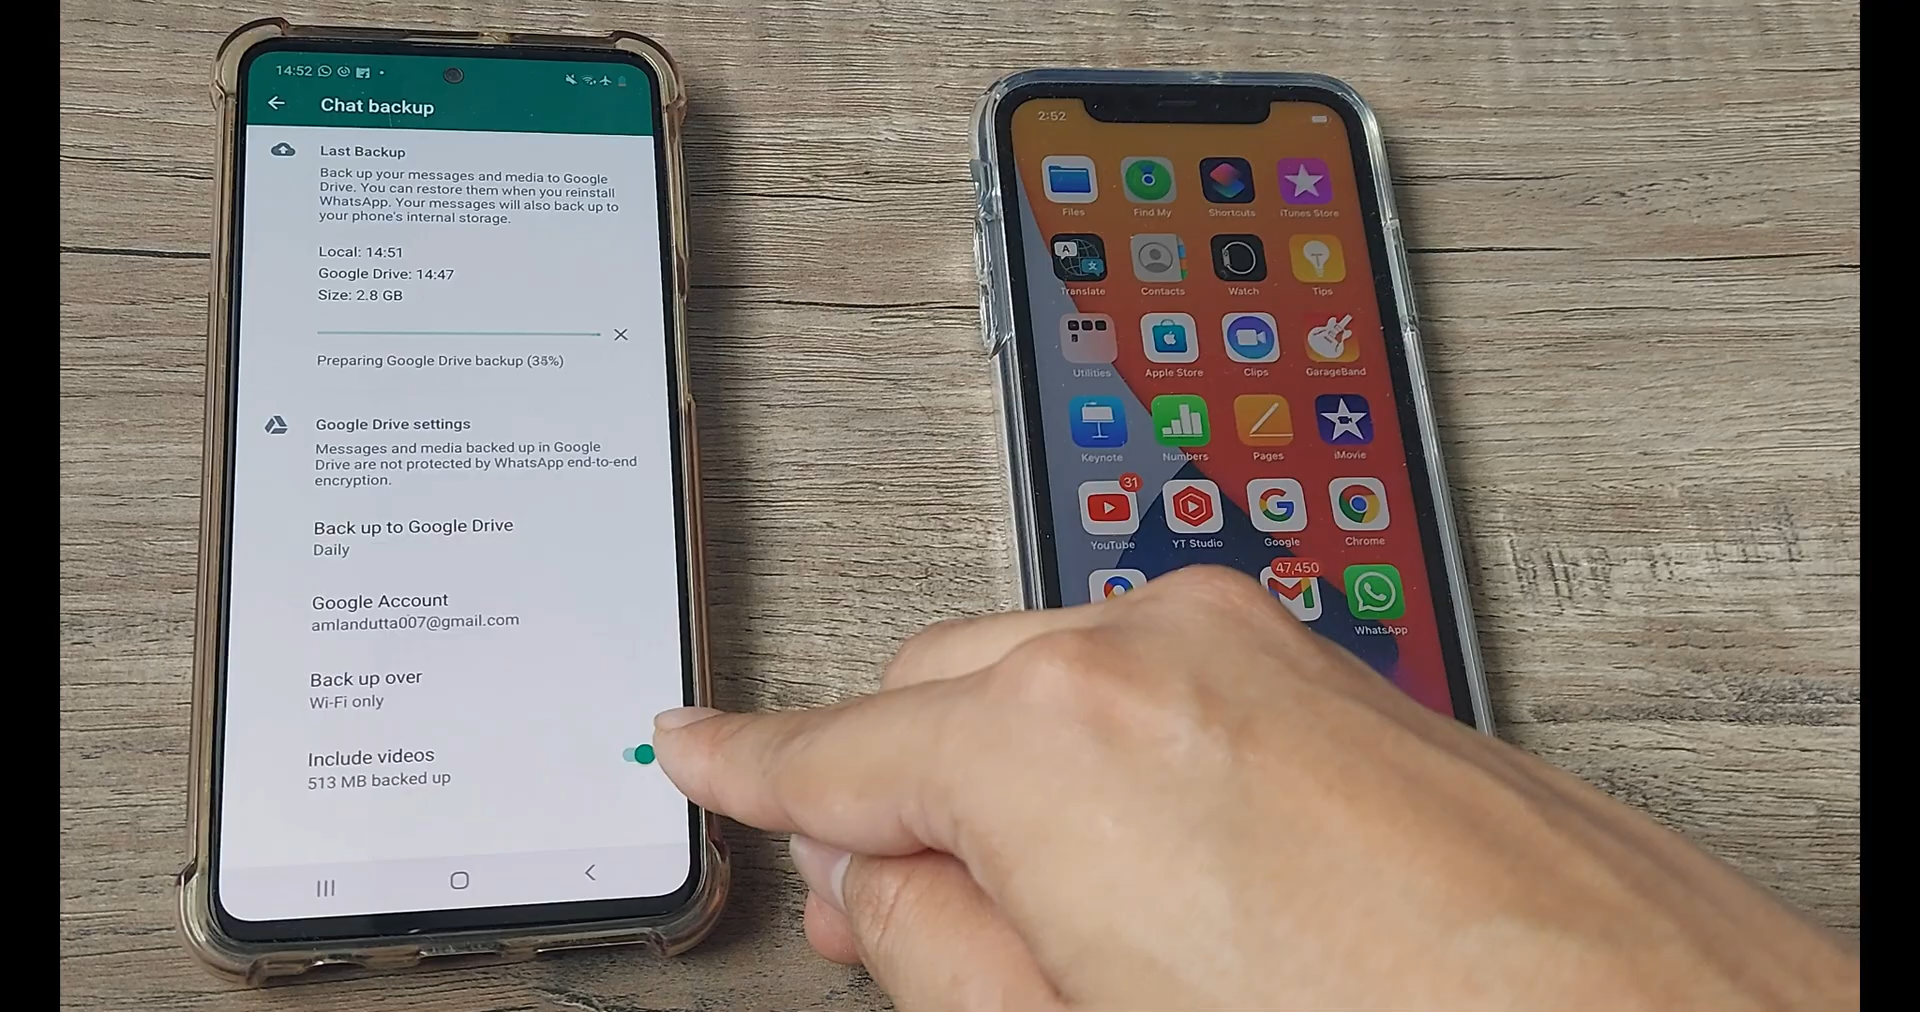 14:52
Chat backup
Last Backup
Back up your messages and media to Google
Drive. You can restore them when you reinstall
WhatsApp. Your messages will also back up to
your phone's internal storage.
Local: 14:51
Google Drive: 14:47
Size: 2.8 GB
Preparing Google Drive backup
Google Drive settings
Messages and media backed up in Google
Drive are not protected by WhatsApp end-to-end
encryption.
Back up to Google Drive
Daily
Google Account
amlandutta007@gmail.com
Back up over
Wi-Fi only
Include videos
513 MB backed up
2:52
Files
Find My
Shortcuts
iTunes Store
A
文
Translate
Contacts
Watch
Tips
Utilities
Apple Store
Clips
GarageBand
Keynote
Numbers
Pages
iMovie
31
YouTube
YT Studio
Google
Chrome
47,450
WhatsApp